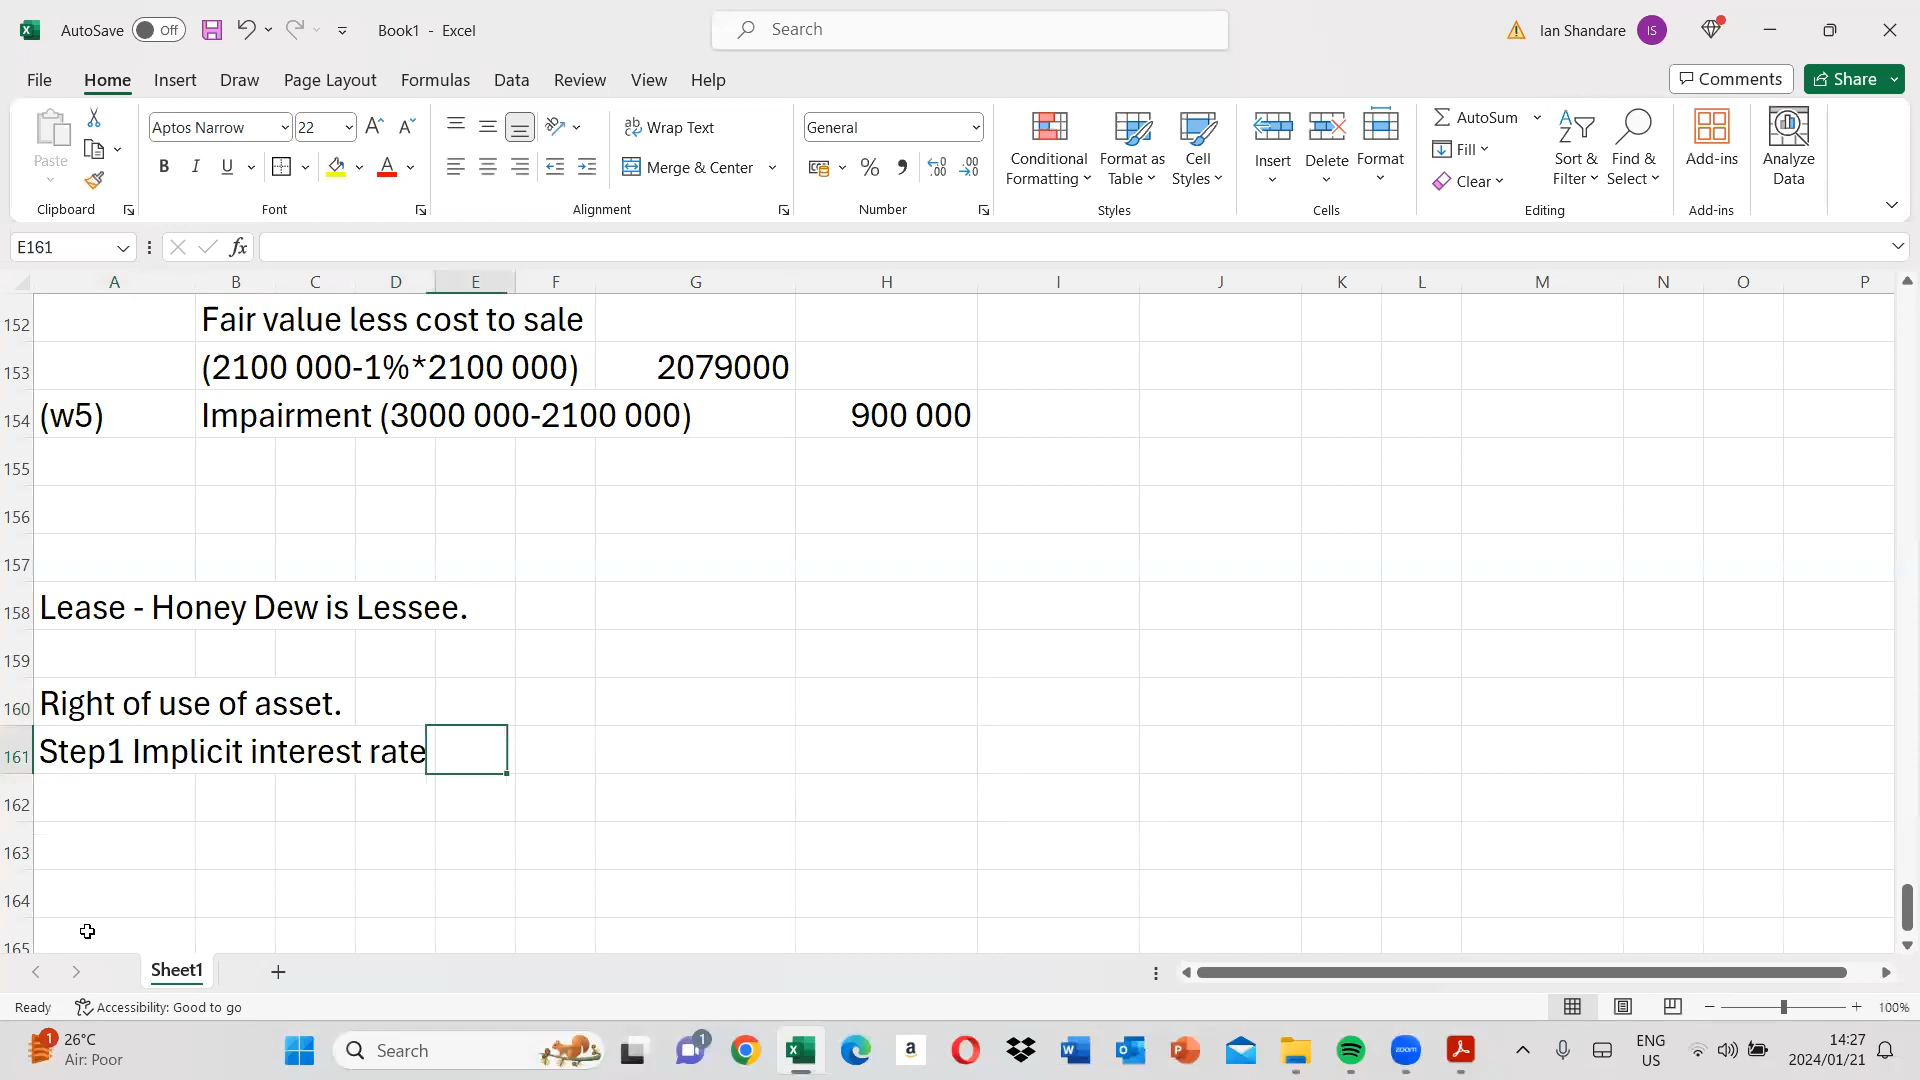 AutoSave Off Book1 - Excel Search Ian Shandare IS
File Home Insert Draw Page Layout Formulas Data Review View Help Comments Share
Paste Aptos Narrow 22 Wrap Text General Conditional Formatting Format as Table Cell Styles Insert Delete Format AutoSum Fill Clear Sort & Filter Find & Select Add-ins Analyze Data
B I U Merge & Center
Clipboard Font Alignment Number Styles Cells Editing Add-ins
E161 fx
A B C D E F G H I J K L M N O P
152 Fair value less cost to sale
153 (2100 000-1%*2100 000) 2079000
154 (w5) Impairment (3000 000-2100 000) 900 000
155
156
157
158 Lease - Honey Dew is Lessee.
159
160 Right of use of asset.
161 Step1 Implicit interest rate
162
163
164
165
Sheet1
Ready Accessibility: Good to go 100%
1 26°C Air: Poor Search 1 zoom ENG US 14:27 2024/01/21